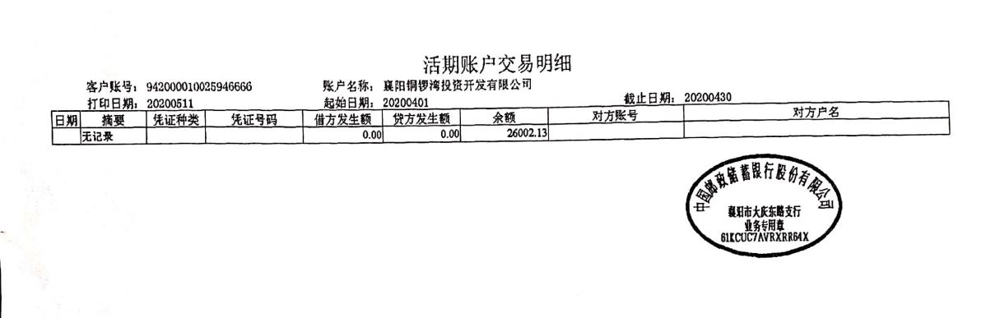 活期账户交易明细
客户账号: 942000010025946666 账户名称: 襄阳铜锣湾投资开发有限公司
打印日期: 20200511 起始日期: 20200401 截止日期: 20200430
日期 摘要 凭证种类 凭证号码 借方发生额 贷方发生额 余额 对方账号 对方户名
无记录 0.00 0.00 26002.13
中国邮政储蓄银行股份有限公司
襄阳市大庆东路支行
业务专用章
61KCUC7AVRXRR64X